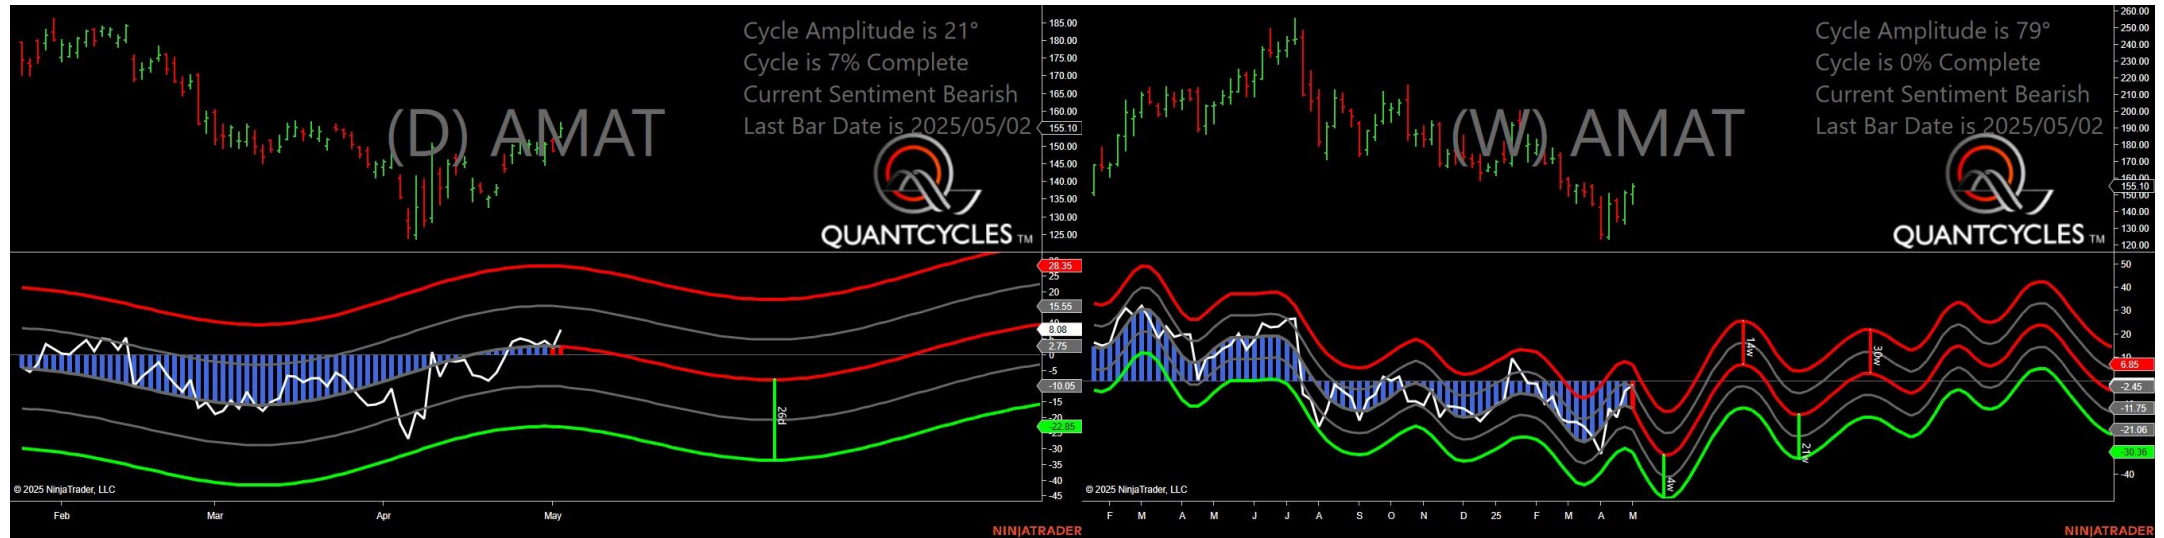 Cycle Amplitude is 21°
Cycle is 7% Complete
Current Sentiment Bearish
Last Bar Date is 2025/05/02
(D) AMAT
QUANTCYCLES TM
185.00
180.00
175.00
170.00
165.00
160.00
155.10
150.00
145.00
140.00
135.00
130.00
125.00
28.35
25
20
15.55
8.08
2.75
0
-5
-10.05
-15
-20
-22.85
-30
-35
-40
-45
26d
© 2025 NinjaTrader, LLC
Feb
Mar
Apr
May
NINJATRADER
Cycle Amplitude is 79°
Cycle is 0% Complete
Current Sentiment Bearish
Last Bar Date is 2025/05/02
(W) AMAT
QUANTCYCLES TM
260.00
250.00
240.00
230.00
220.00
210.00
200.00
190.00
180.00
170.00
160.00
155.10
150.00
140.00
130.00
120.00
50
40
30
20
10
6.85
-2.45
-11.75
-21.06
-30.36
-40
14w
30w
21w
4w
© 2025 NinjaTrader, LLC
F M A M J J A S O N D 25 F M A M
NINJATRADER